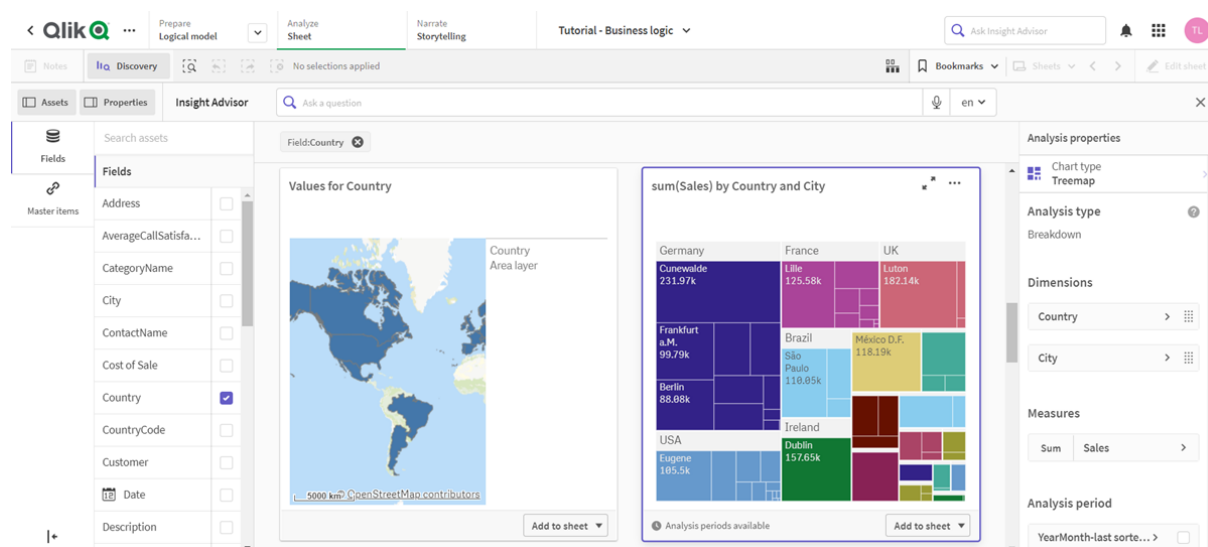 Qlik
Prepare
Logical model
Analyze
Sheet
Narrate
Storytelling
Tutorial - Business logic
Ask Insight Advisor
TL
Notes
Discovery
No selections applied
Bookmarks
Sheets
Edit sheet
Assets
Properties
Insight Advisor
Ask a question
en
Fields
Master items
Search assets
Fields
Address
AverageCallSatisfa...
CategoryName
City
ContactName
Cost of Sale
Country
CountryCode
Customer
Date
Description
Field:Country
Values for Country
Country
Area layer
5000 km
© OpenStreetMap contributors
Add to sheet
sum(Sales) by Country and City
Germany
Cunewalde
231.97k
Frankfurt
a.M.
99.79k
Berlin
88.08k
USA
Eugene
105.5k
France
Lille
125.58k
UK
Luton
182.14k
Brazil
São
Paulo
110.05k
México D.F.
118.19k
Ireland
Dublin
157.65k
Analysis periods available
Add to sheet
Analysis properties
Chart type
Treemap
Analysis type
Breakdown
Dimensions
Country
City
Measures
Sum
Sales
Analysis period
YearMonth-last sorte...